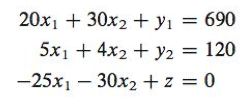 20x₁ + 30x₂ + y₁ = 690
5x₁ + 4x₂ + y₂ = 120
−25x₁ − 30x₂ + z = 0